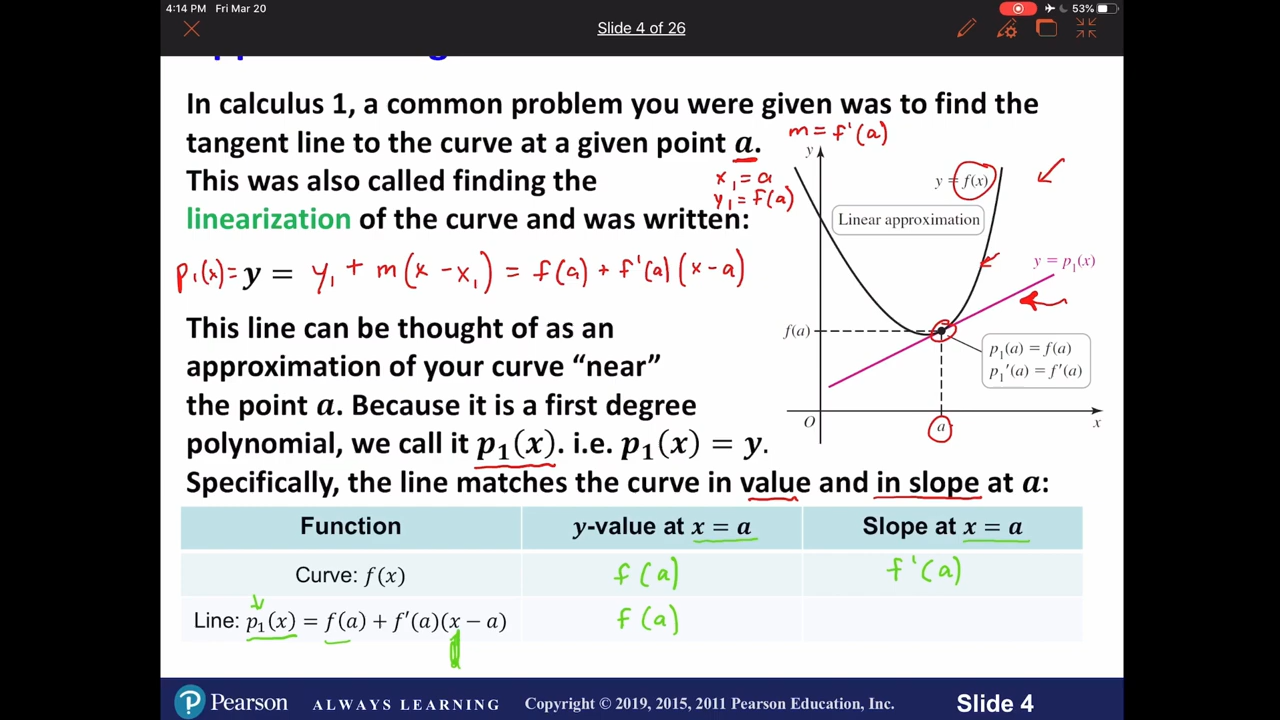 4:14 PM Fri Mar 20
53%
Slide 4 of 26
In calculus 1, a common problem you were given was to find the
tangent line to the curve at a given point a.
This was also called finding the
linearization of the curve and was written:
m = f'(a)
x₁ = a
y₁ = f(a)
p₁(x) = y = y₁ + m(x - x₁) = f(a) + f'(a)(x - a)
This line can be thought of as an
approximation of your curve “near”
the point a. Because it is a first degree
polynomial, we call it p₁(x). i.e. p₁(x) = y.
Specifically, the line matches the curve in value and in slope at a:
y
y = f(x)
Linear approximation
y = p₁(x)
f(a)
p₁(a) = f(a)
p₁'(a) = f'(a)
O
a
x
Function y-value at x = a Slope at x = a
Curve: f(x) f(a) f'(a)
Line: p₁(x) = f(a) + f′(a)(x − a) f(a)
Pearson ALWAYS LEARNING Copyright © 2019, 2015, 2011 Pearson Education, Inc. Slide 4